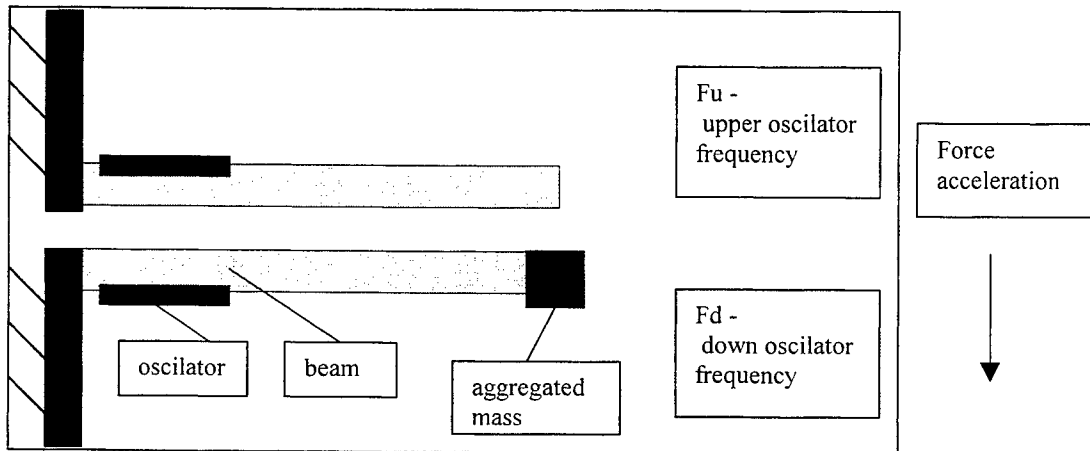 Fu -
upper oscilator
frequency
Force
acceleration
Fd -
down oscilator
frequency
oscilator
beam
aggregated
mass